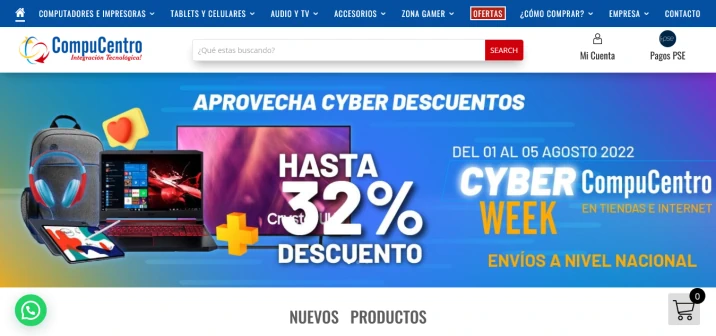 COMPUTADORES E IMPRESORAS TABLETS Y CELULARES AUDIO Y TV ACCESORIOS ZONA GAMER OFERTAS ¿CÓMO COMPRAR? EMPRESA CONTACTO
CompuCentro
Integración Tecnológica!
¿Qué estas buscando?
SEARCH
Mi Cuenta
pse
Pagos PSE
APROVECHA CYBER DESCUENTOS
HASTA
32%
DESCUENTO
DEL 01 AL 05 AGOSTO 2022
CYBER CompuCentro
WEEK EN TIENDAS E INTERNET
ENVÍOS A NIVEL NACIONAL
0
NUEVOS PRODUCTOS